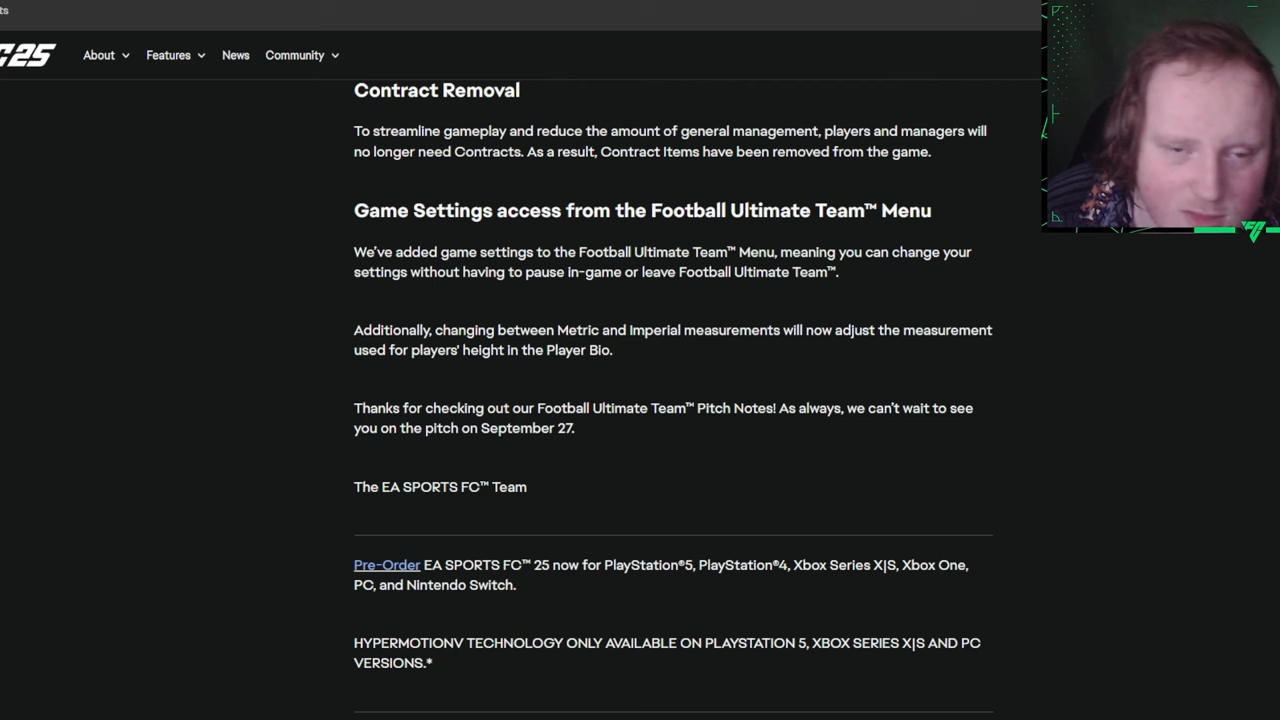 ts
C25
About
Features
News
Community
Contract Removal
To streamline gameplay and reduce the amount of general management, players and managers will
no longer need Contracts. As a result, Contract Items have been removed from the game.
Game Settings access from the Football Ultimate Team™ Menu
We've added game settings to the Football Ultimate Team™ Menu, meaning you can change your
settings without having to pause in-game or leave Football Ultimate Team™.
Additionally, changing between Metric and Imperial measurements will now adjust the measurement
used for players' height in the Player Bio.
Thanks for checking out our Football Ultimate Team™ Pitch Notes! As always, we can't wait to see
you on the pitch on September 27.
The EA SPORTS FC™ Team
Pre-Order EA SPORTS FC™ 25 now for PlayStation®5, PlayStation®4, Xbox Series X|S, Xbox One,
PC, and Nintendo Switch.
HYPERMOTIONV TECHNOLOGY ONLY AVAILABLE ON PLAYSTATION 5, XBOX SERIES X|S AND PC
VERSIONS.*